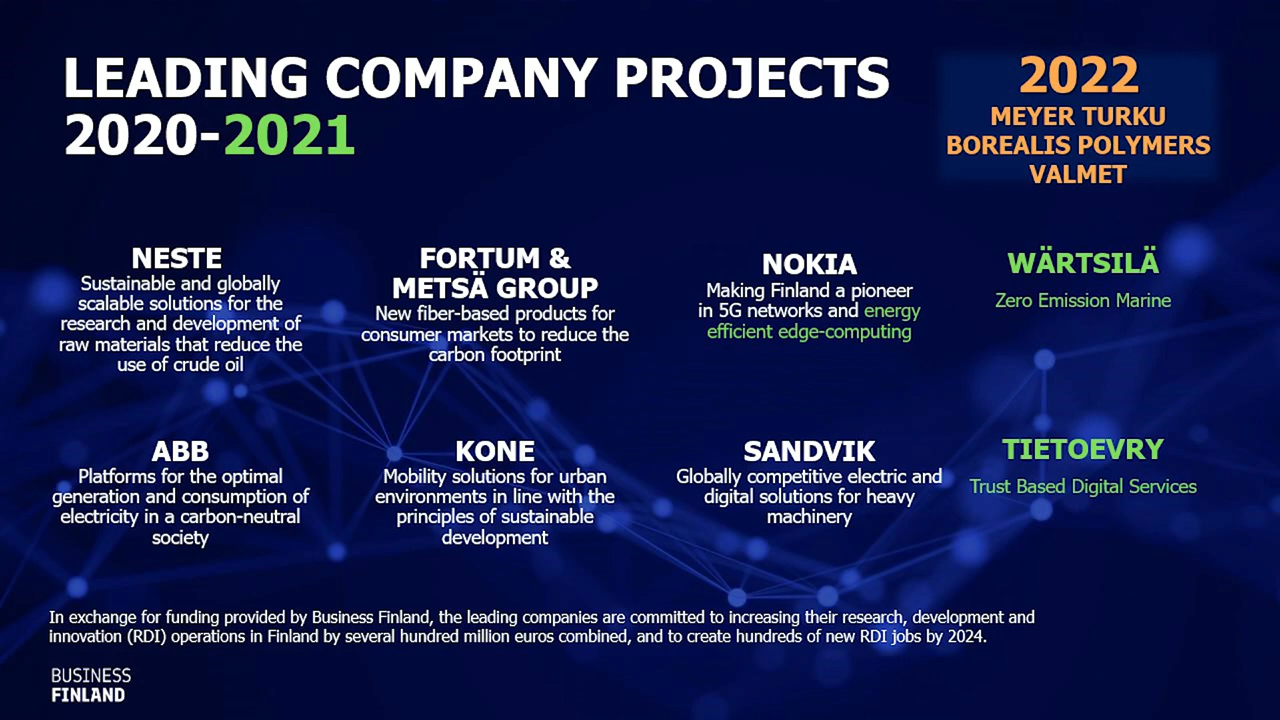 LEADING COMPANY PROJECTS
2020-2021
2022
MEYER TURKU
BOREALIS POLYMERS
VALMET
NESTE
Sustainable and globally
scalable solutions for the
research and development of
raw materials that reduce the
use of crude oil
FORTUM &
METSÄ GROUP
New fiber-based products for
consumer markets to reduce the
carbon footprint
NOKIA
Making Finland a pioneer
in 5G networks and energy
efficient edge-computing
WÄRTSILÄ
Zero Emission Marine
ABB
Platforms for the optimal
generation and consumption of
electricity in a carbon-neutral
society
KONE
Mobility solutions for urban
environments in line with the
principles of sustainable
development
SANDVIK
Globally competitive electric and
digital solutions for heavy
machinery
TIETOEVRY
Trust Based Digital Services
In exchange for funding provided by Business Finland, the leading companies are committed to increasing their research, development and
innovation (RDI) operations in Finland by several hundred million euros combined, and to create hundreds of new RDI jobs by 2024.
BUSINESS
FINLAND